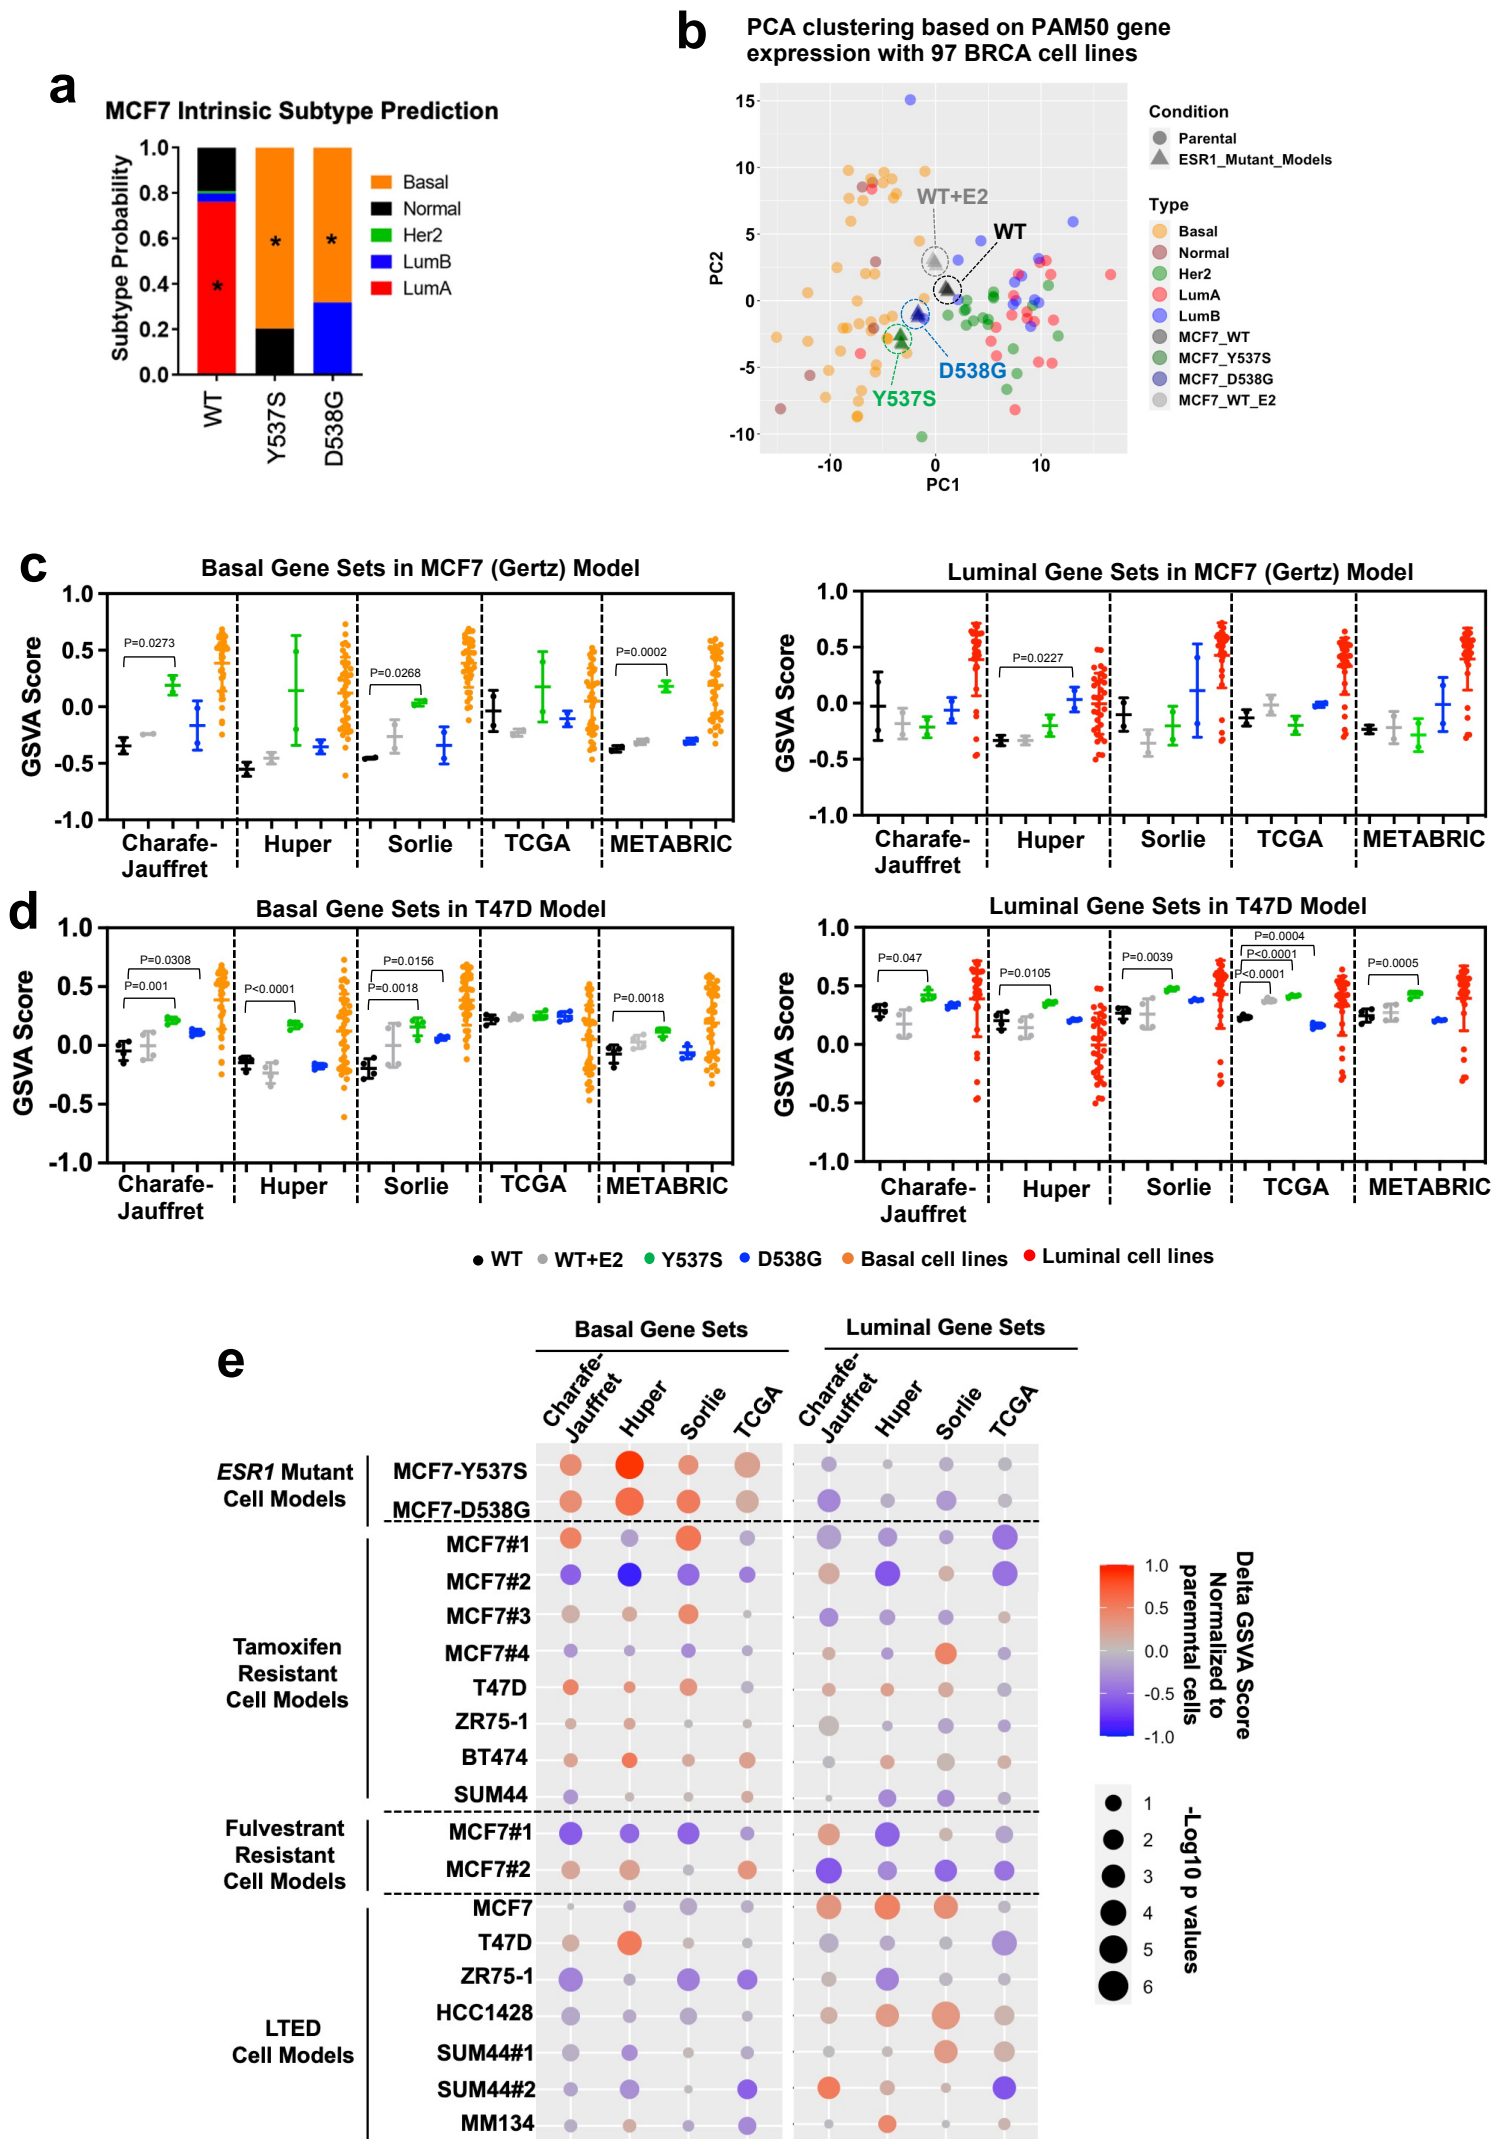 a
MCF7 Intrinsic Subtype Prediction
Subtype Probability
1.0
0.8
0.6
0.4
0.2
0.0
*
*
*
WT
Y537S
D538G
Basal
Normal
Her2
LumB
LumA
b
PCA clustering based on PAM50 gene
expression with 97 BRCA cell lines
PC2
15
10
5
0
-5
-10
WT+E2
WT
D538G
Y537S
-10
0
10
PC1
Condition
Parental
ESR1_Mutant_Models
Type
Basal
Normal
Her2
LumA
LumB
MCF7_WT
MCF7_Y537S
MCF7_D538G
MCF7_WT_E2
c
Basal Gene Sets in MCF7 (Gertz) Model
GSVA Score
1.0
0.5
0.0
-0.5
-1.0
P=0.0273
P=0.0268
P=0.0002
Charafe-
Jauffret
Huper
Sorlie
TCGA
METABRIC
Luminal Gene Sets in MCF7 (Gertz) Model
GSVA Score
1.0
0.5
0.0
-0.5
-1.0
P=0.0227
Charafe-
Jauffret
Huper
Sorlie
TCGA
METABRIC
d
Basal Gene Sets in T47D Model
GSVA Score
1.0
0.5
0.0
-0.5
-1.0
P=0.0308
P=0.001
P<0.0001
P=0.0156
P=0.0018
P=0.0018
Charafe-
Jauffret
Huper
Sorlie
TCGA
METABRIC
Luminal Gene Sets in T47D Model
GSVA Score
1.0
0.5
0.0
-0.5
-1.0
P=0.047
P=0.0105
P=0.0039
P=0.0004
P<0.0001
P<0.0001
P=0.0005
Charafe-
Jauffret
Huper
Sorlie
TCGA
METABRIC
WT WT+E2 Y537S D538G Basal cell lines Luminal cell lines
e
Basal Gene Sets
Luminal Gene Sets
Charafe-
Jauffret
Huper
Sorlie
TCGA
Charafe-
Jauffret
Huper
Sorlie
TCGA
ESR1 Mutant
Cell Models
MCF7-Y537S
MCF7-D538G
Tamoxifen
Resistant
Cell Models
MCF7#1
MCF7#2
MCF7#3
MCF7#4
T47D
ZR75-1
BT474
SUM44
Fulvestrant
Resistant
Cell Models
MCF7#1
MCF7#2
LTED
Cell Models
MCF7
T47D
ZR75-1
HCC1428
SUM44#1
SUM44#2
MM134
1.0
0.5
0.0
-0.5
-1.0
Delta GSVA Score
Normalized to
paremntal cells
1
2
3
4
5
6
-Log10 p values